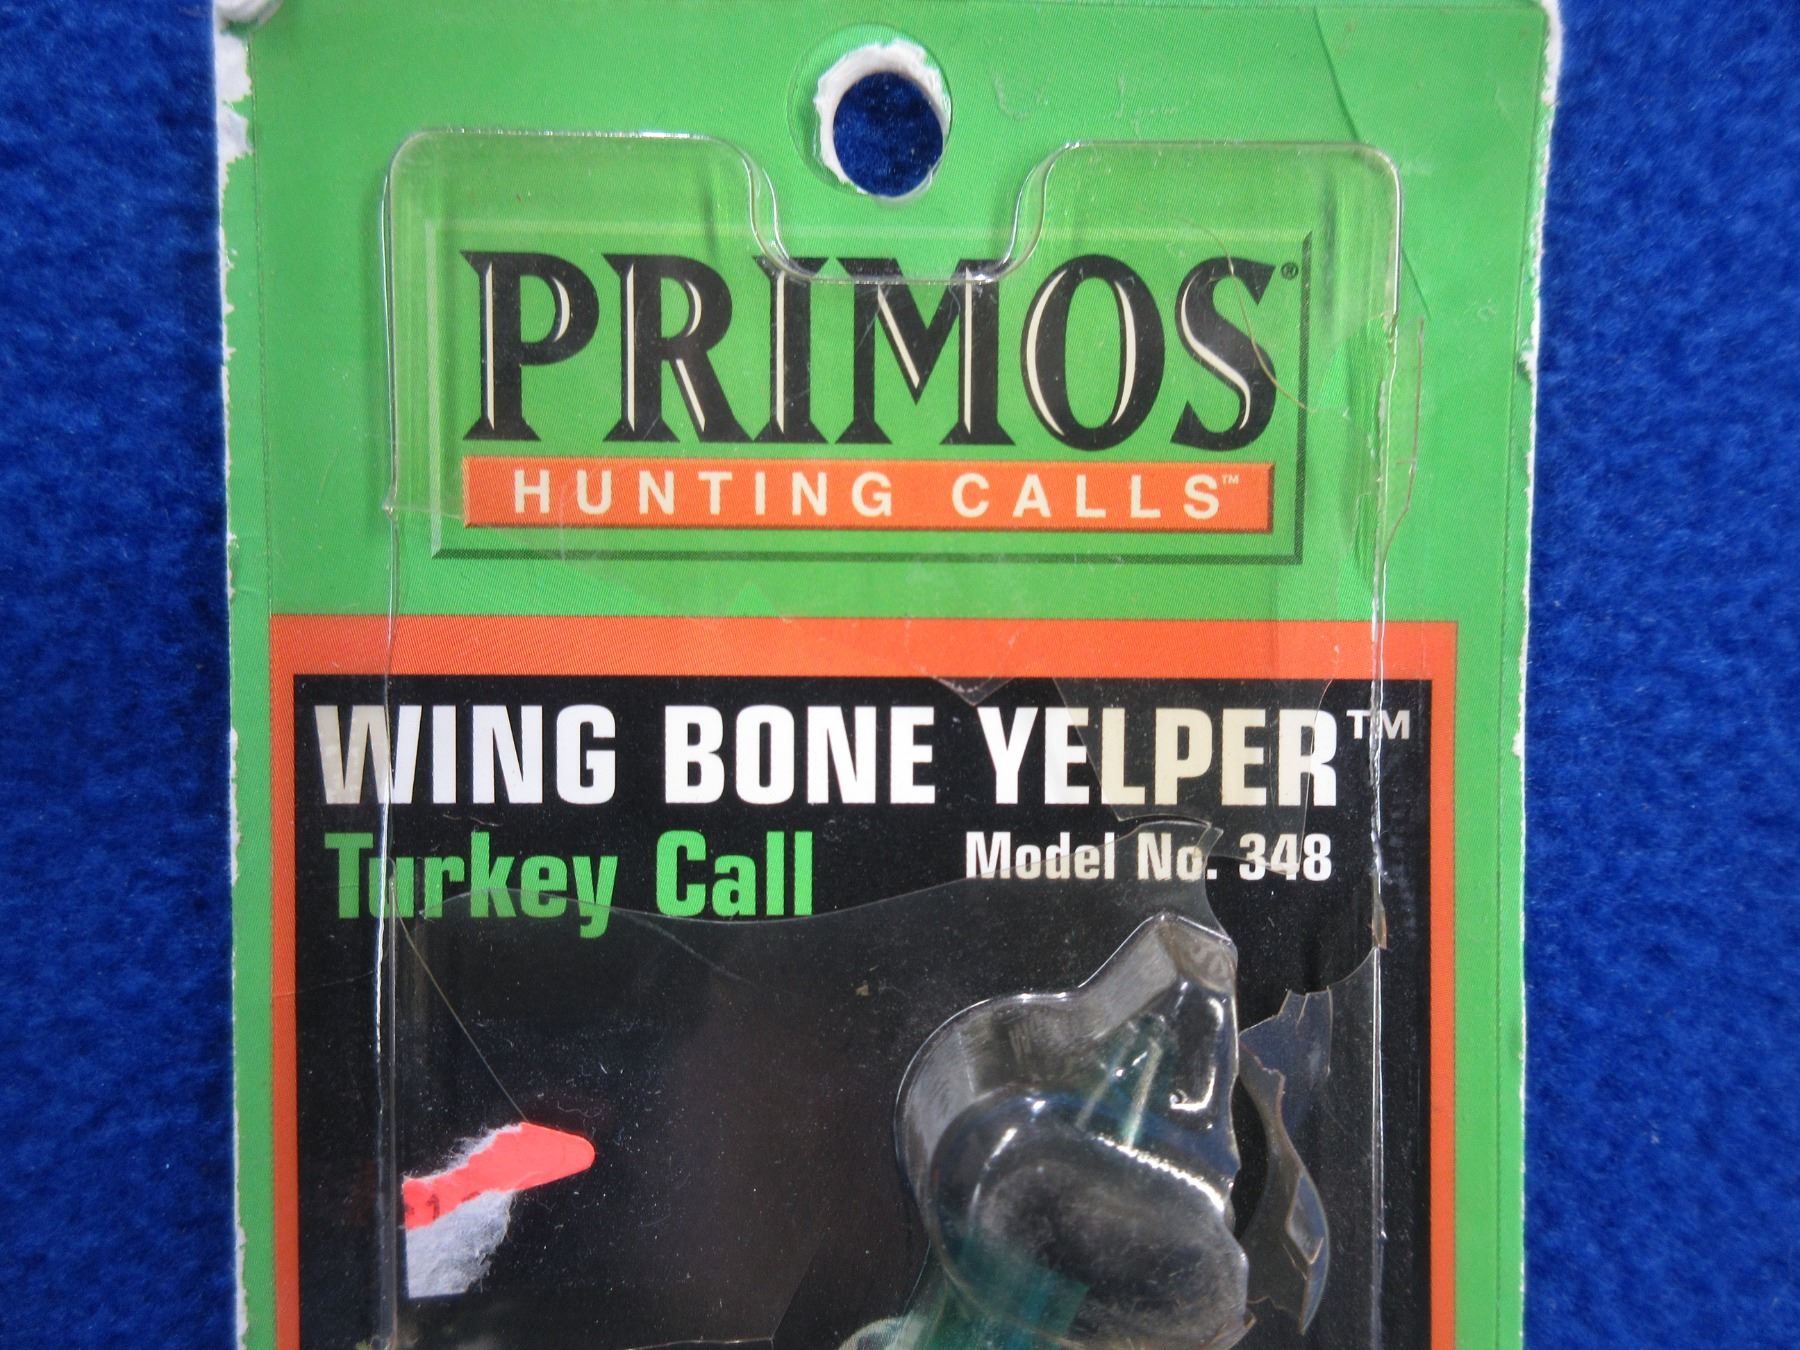 PRIMOS®
HUNTING CALLS™
WING BONE YELPER™
Turkey Call
Model No. 348